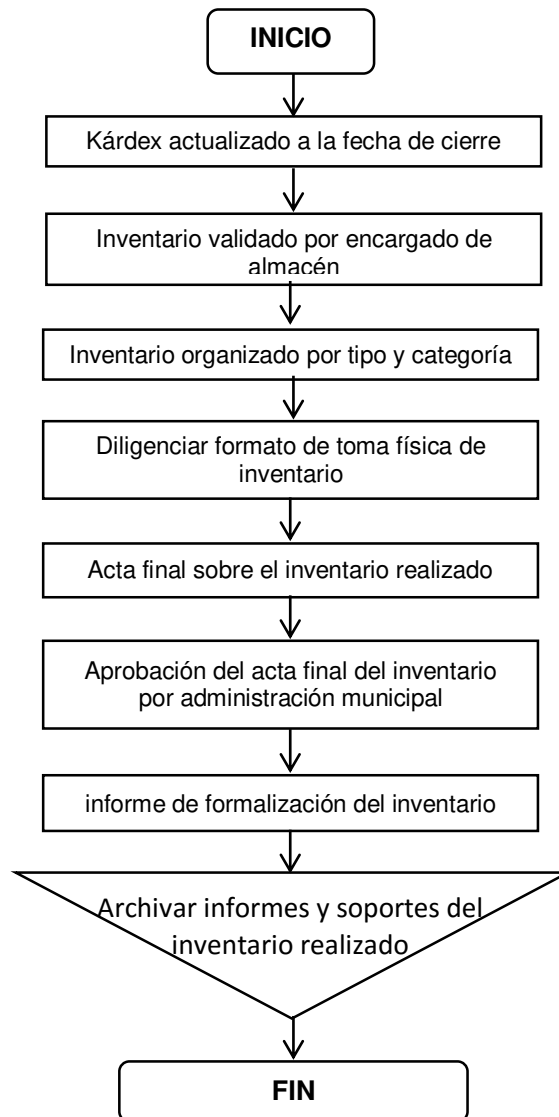 INICIO
Kárdex actualizado a la fecha de cierre
Inventario validado por encargado de
almacén
Inventario organizado por tipo y categoría
Diligenciar formato de toma física de
inventario
Acta final sobre el inventario realizado
Aprobación del acta final del inventario
por administración municipal
informe de formalización del inventario
Archivar informes y soportes del
inventario realizado
FIN